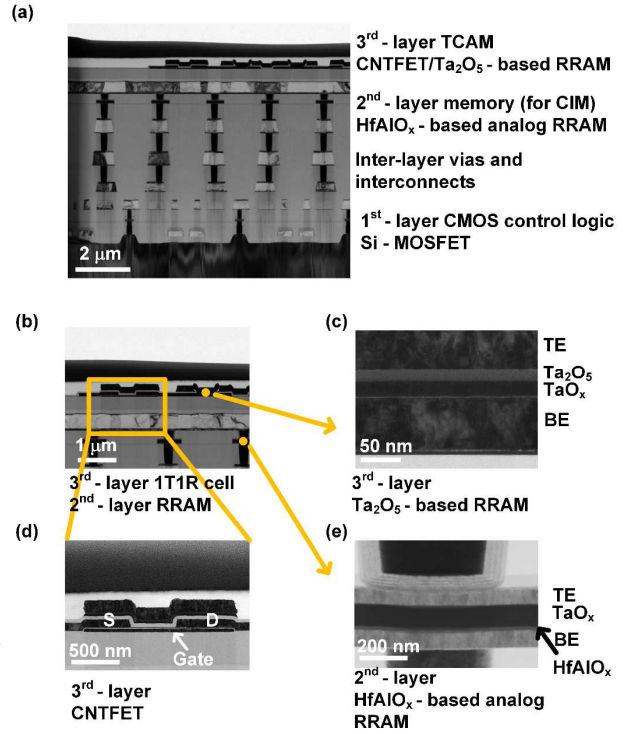 (a)
3rd - layer TCAM
CNTFET/Ta2O5 - based RRAM
2nd - layer memory (for CIM)
HfAlOx - based analog RRAM
Inter-layer vias and
interconnects
1st - layer CMOS control logic
Si - MOSFET
2 μm
(b)
1 μm
3rd - layer 1T1R cell
2nd - layer RRAM
(c)
TE
Ta2O5
TaOx
BE
50 nm
3rd - layer
Ta2O5 - based RRAM
(d)
S
D
500 nm
Gate
3rd - layer
CNTFET
(e)
TE
TaOx
BE
200 nm
HfAlOx
2nd - layer
HfAlOx - based analog
RRAM